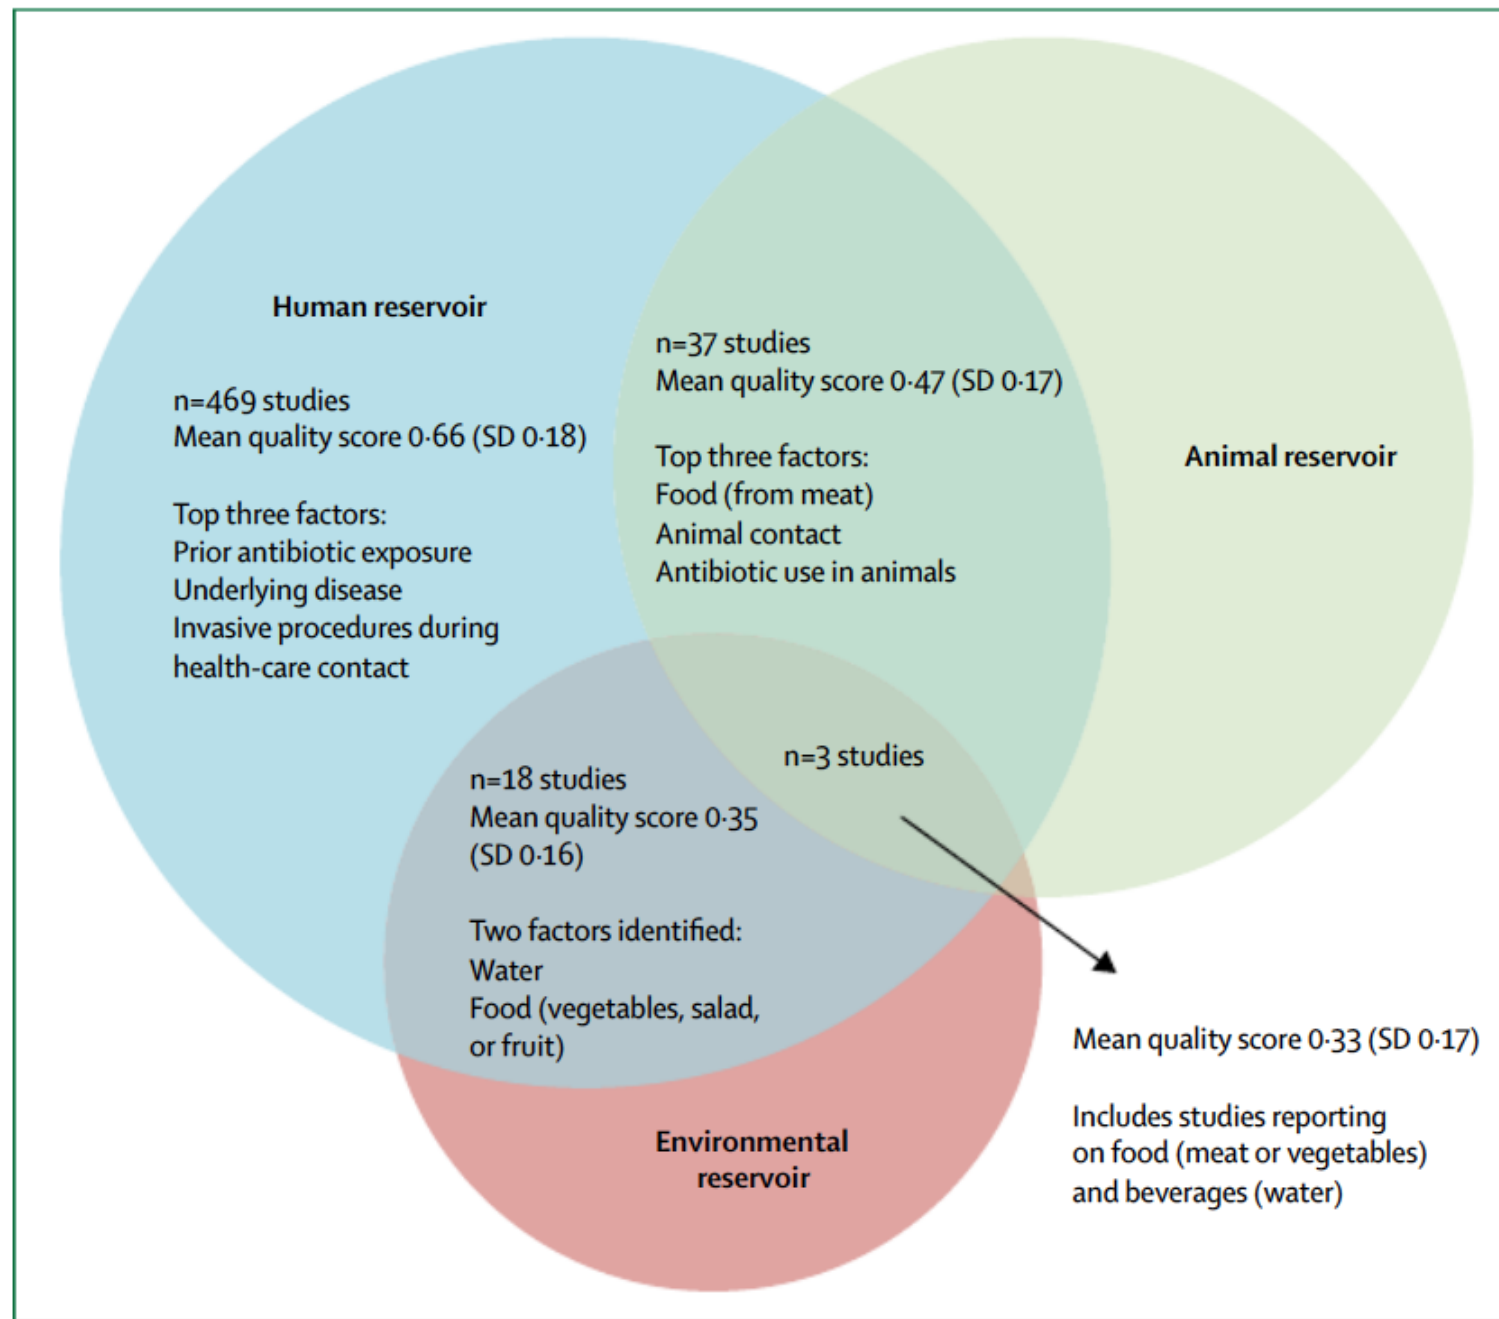 Human reservoir
n=469 studies
Mean quality score 0·66 (SD 0·18)
Top three factors:
Prior antibiotic exposure
Underlying disease
Invasive procedures during
health-care contact
n=37 studies
Mean quality score 0·47 (SD 0·17)
Top three factors:
Food (from meat)
Animal contact
Antibiotic use in animals
Animal reservoir
n=18 studies
Mean quality score 0·35
(SD 0·16)
Two factors identified:
Water
Food (vegetables, salad,
or fruit)
n=3 studies
Mean quality score 0·33 (SD 0·17)
Includes studies reporting
on food (meat or vegetables)
and beverages (water)
Environmental
reservoir